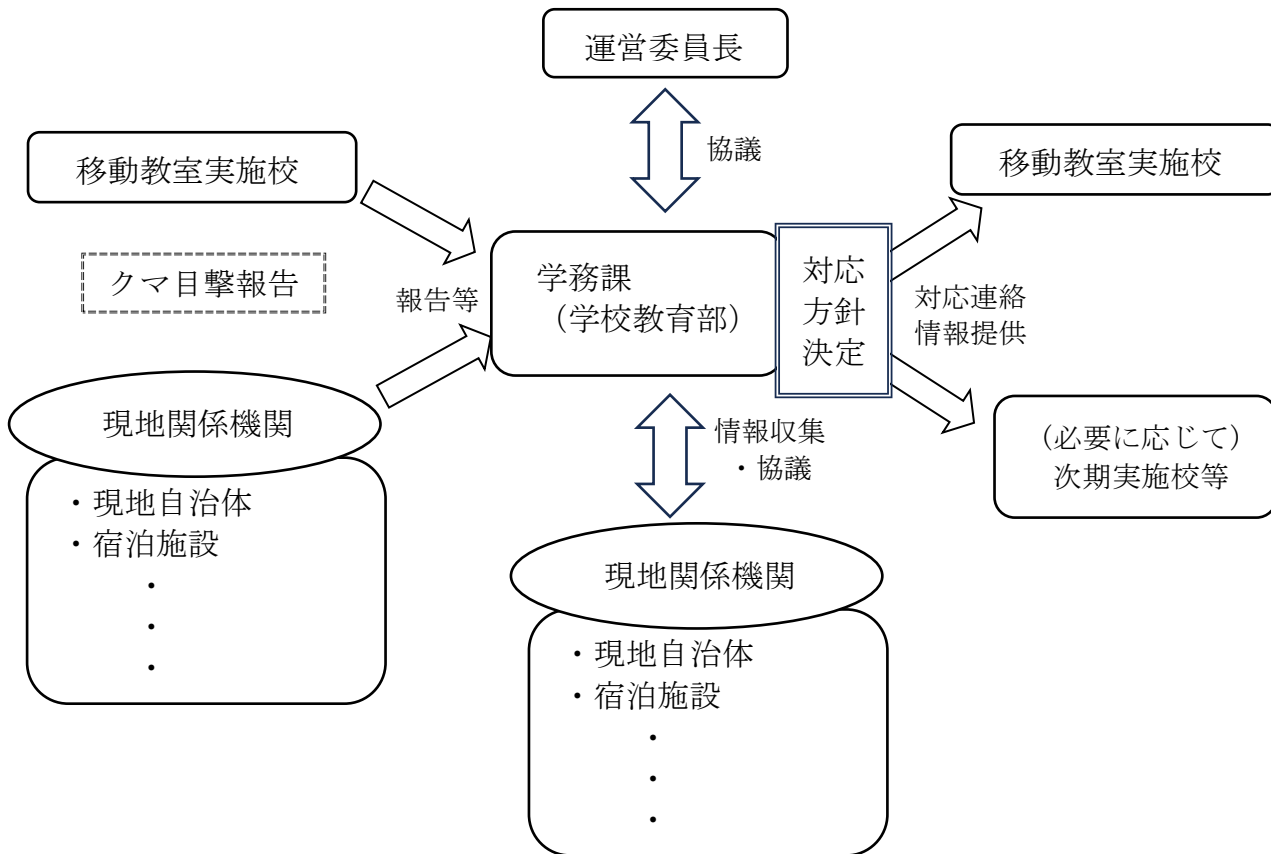 運営委員長
協議
移動教室実施校
クマ目撃報告
報告等
現地関係機関
・現地自治体
・宿泊施設
・
・
・
学務課
（学校教育部）
対応
方針
決定
移動教室実施校
対応連絡
情報提供
（必要に応じて）
次期実施校等
情報収集
・協議
現地関係機関
・現地自治体
・宿泊施設
・
・
・